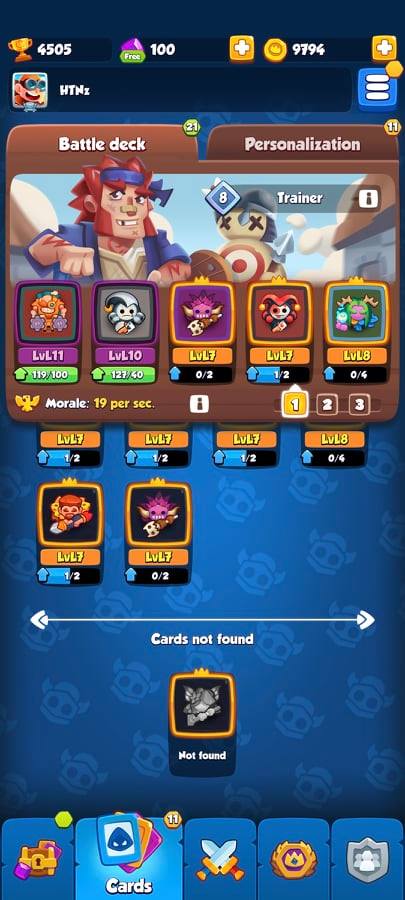 4505
100
Free
9794
HTNz
Battle deck
21
Personalization
11
8
Trainer
LvL11
LvL10
LvL7
LvL7
LvL8
119/100
127/40
0/2
1/2
0/4
Morale: 19 per sec.
1
2
3
LvL7
LvL7
LvL7
LvL8
1/2
1/2
1/2
0/4
LvL7
LvL7
1/2
0/2
Cards not found
Not found
11
Cards